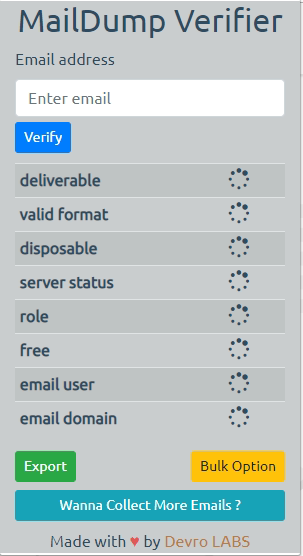 MailDump Verifier
Email address
Enter email
Verify
deliverable
valid format
disposable
server status
role
free
email user
email domain
Export
Bulk Option
Wanna Collect More Emails ?
Made with ♥ by Devro LABS